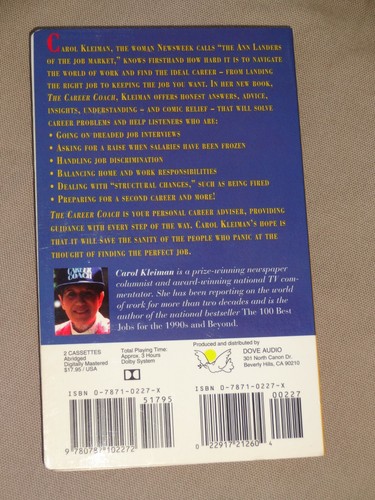 CAROL KLEIMAN, THE WOMAN NEWSWEEK CALLS "THE ANN LANDERS
OF THE JOB MARKET," KNOWS FIRSTHAND HOW HARD IT IS TO NAVIGATE
THE WORLD OF WORK AND FIND THE IDEAL CAREER – FROM LANDING
THE RIGHT JOB TO KEEPING THE JOB YOU WANT. IN HER NEW BOOK,
THE CAREER COACH, KLEIMAN OFFERS HONEST ANSWERS, ADVICE,
INSIGHTS, UNDERSTANDING – AND COMIC RELIEF – THAT WILL SOLVE
CAREER PROBLEMS AND HELP LISTENERS WHO ARE:
• GOING ON DREADED JOB INTERVIEWS
• ASKING FOR A RAISE WHEN SALARIES HAVE BEEN FROZEN
• HANDLING JOB DISCRIMINATION
• BALANCING HOME AND WORK RESPONSIBILITIES
• DEALING WITH "STRUCTURAL CHANGES," SUCH AS BEING FIRED
• PREPARING FOR A SECOND CAREER AND MORE!
THE CAREER COACH IS YOUR PERSONAL CAREER ADVISER, PROVIDING
GUIDANCE WITH EVERY STEP OF THE WAY. CAROL KLEIMAN'S HOPE IS
THAT IT WILL SAVE THE SANITY OF THE PEOPLE WHO PANIC AT THE
THOUGHT OF FINDING THE PERFECT JOB.
CAREER
COACH
Carol Kleiman is a prize-winning newspaper
columnist and award-winning national TV com-
mentator. She has been reporting on the world
of work for more than two decades and is the
author of the national bestseller The 100 Best
Jobs for the 1990s and Beyond.
2 CASSETTES
Abridged
Digitally Mastered
$17.95 / USA
Total Playing Time:
Approx. 3 Hours
Dolby System
Produced and distributed by
DOVE AUDIO
301 North Canon Dr.
Beverly Hills, CA 90210
ISBN 0-7871-0227-X
51795
9 780787 102272
ISBN 0-7871-0227-X
00227
0 22917 21260 4